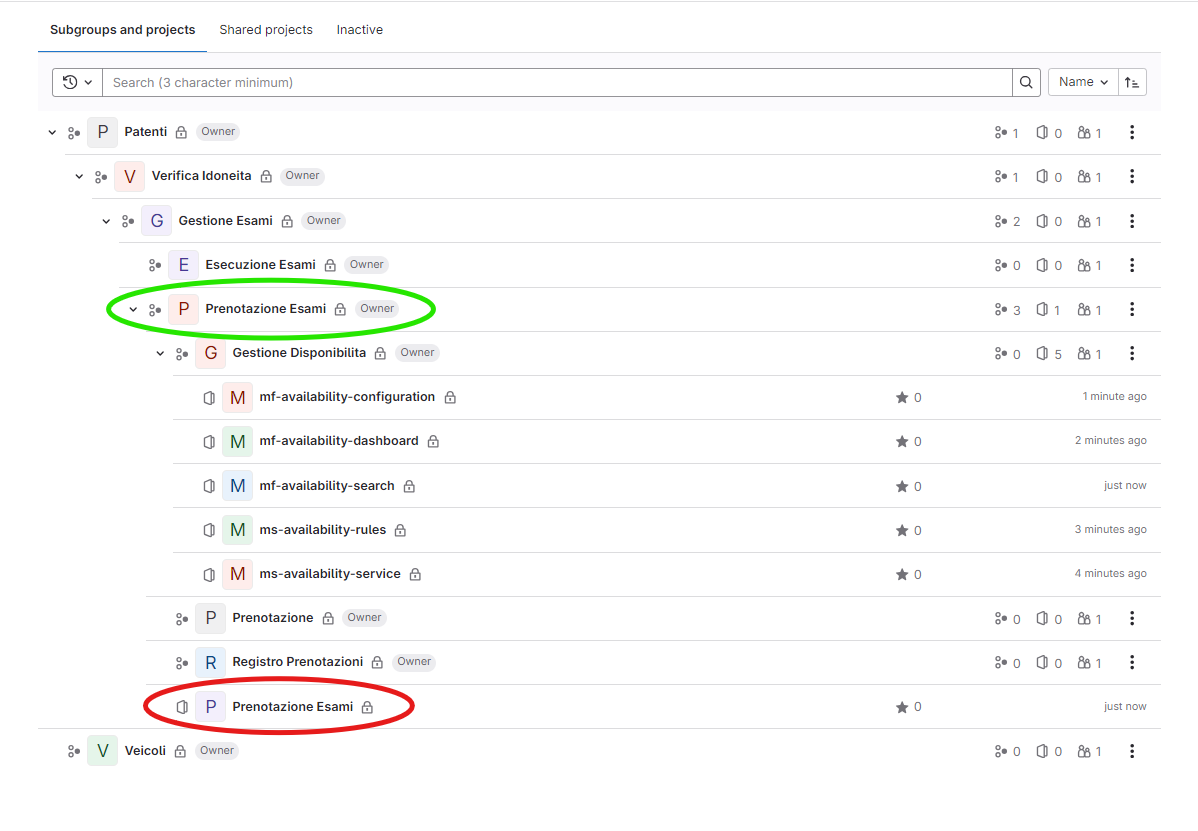 Subgroups and projects Shared projects Inactive
Search (3 character minimum) Name
P Patenti Owner 1 0 1
V Verifica Idoneita Owner 1 0 1
G Gestione Esami Owner 2 0 1
E Esecuzione Esami Owner 0 0 1
P Prenotazione Esami Owner 3 1 1
G Gestione Disponibilita Owner 0 5 1
M mf-availability-configuration 0 1 minute ago
M mf-availability-dashboard 0 2 minutes ago
M mf-availability-search 0 just now
M ms-availability-rules 0 3 minutes ago
M ms-availability-service 0 4 minutes ago
P Prenotazione Owner 0 0 1
R Registro Prenotazioni Owner 0 0 1
P Prenotazione Esami 0 just now
V Veicoli Owner 0 0 1